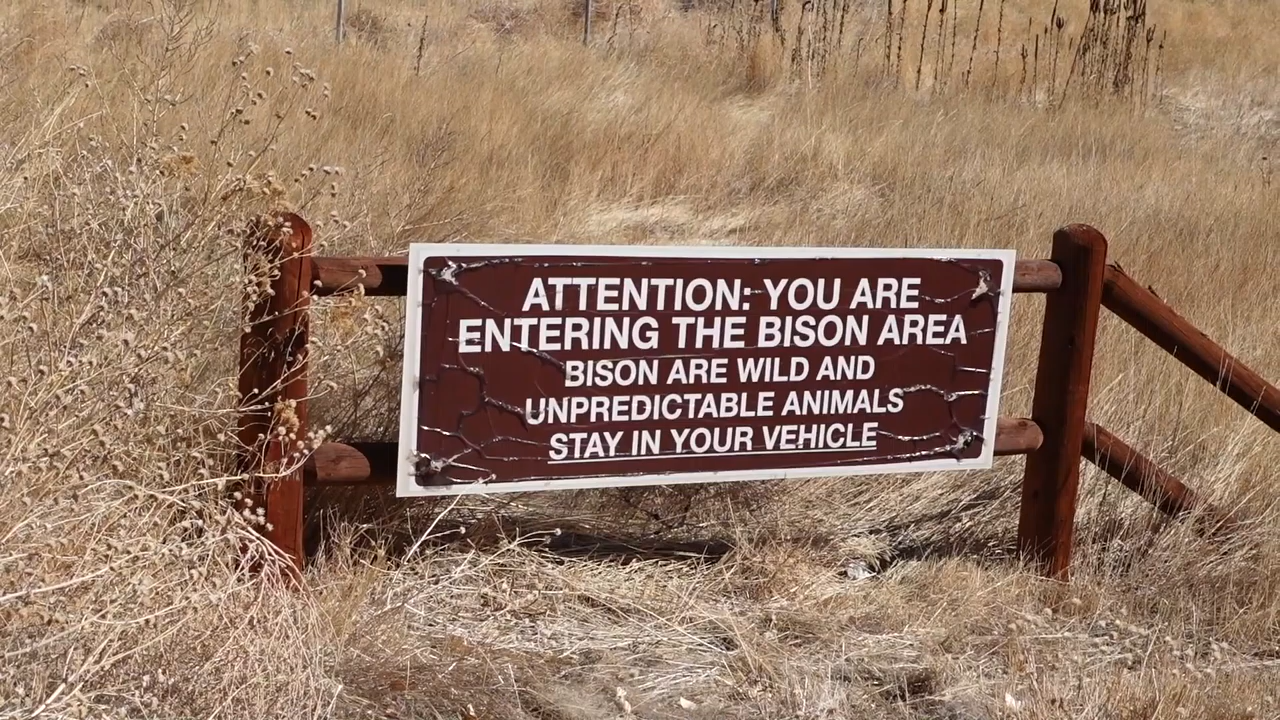 ATTENTION: YOU ARE
ENTERING THE BISON AREA
BISON ARE WILD AND
UNPREDICTABLE ANIMALS
STAY IN YOUR VEHICLE